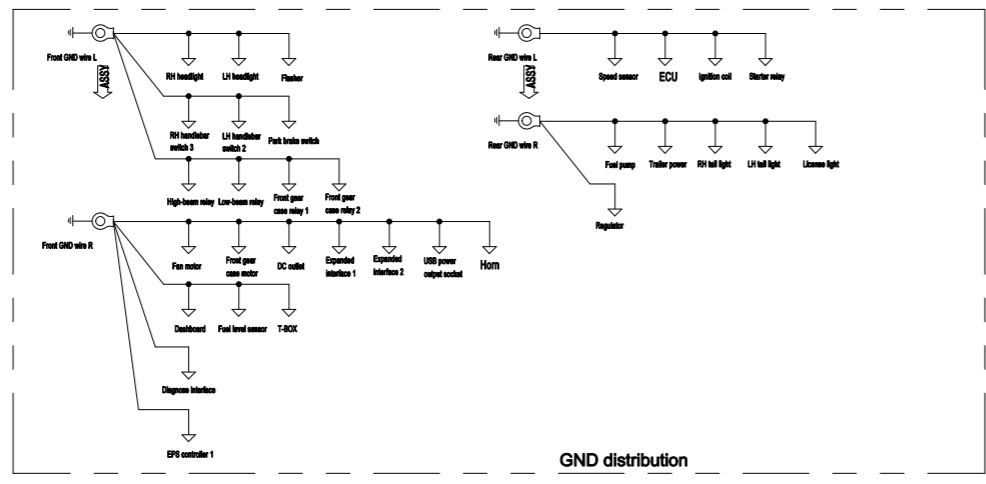 Front GND wire L
ASSY
RH headlight
LH headlight
Flasher
RH handlebar
switch 3
LH handlebar
switch 2
Park brake switch
High-beam relay
Low-beam relay
Front gear
case relay 1
Front gear
case relay 2
Front GND wire R
Fan motor
Front gear
case motor
DC outlet
Expanded
interface 1
Expanded
interface 2
USB power
output socket
Horn
Dashboard
Fuel level sensor
T-BOX
Diagnose interface
EPS controller 1
Rear GND wire L
ASSY
Speed sensor
ECU
Ignition coil
Starter relay
Rear GND wire R
Fuel pump
Trailer power
RH tail light
LH tail light
License light
Regulator
GND distribution